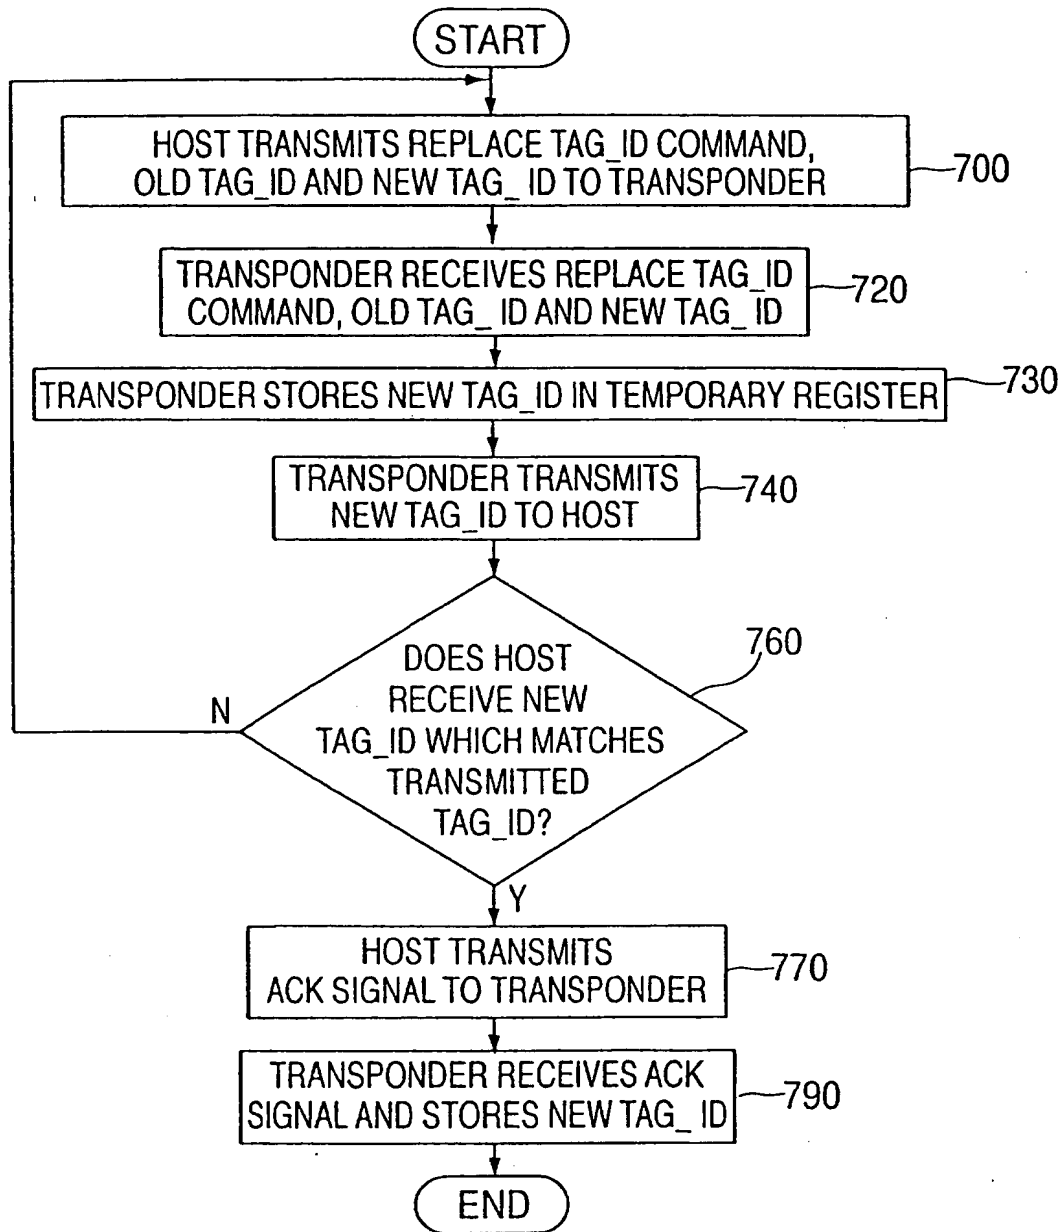 START
HOST TRANSMITS REPLACE TAG_ID COMMAND,
OLD TAG_ID AND NEW TAG_ ID TO TRANSPONDER
700
TRANSPONDER RECEIVES REPLACE TAG_ID
COMMAND, OLD TAG_ ID AND NEW TAG_ ID
720
TRANSPONDER STORES NEW TAG_ID IN TEMPORARY REGISTER
730
TRANSPONDER TRANSMITS
NEW TAG_ID TO HOST
740
DOES HOST
RECEIVE NEW
TAG_ID WHICH MATCHES
TRANSMITTED
TAG_ID?
760
N
Y
HOST TRANSMITS
ACK SIGNAL TO TRANSPONDER
770
TRANSPONDER RECEIVES ACK
SIGNAL AND STORES NEW TAG_ ID
790
END